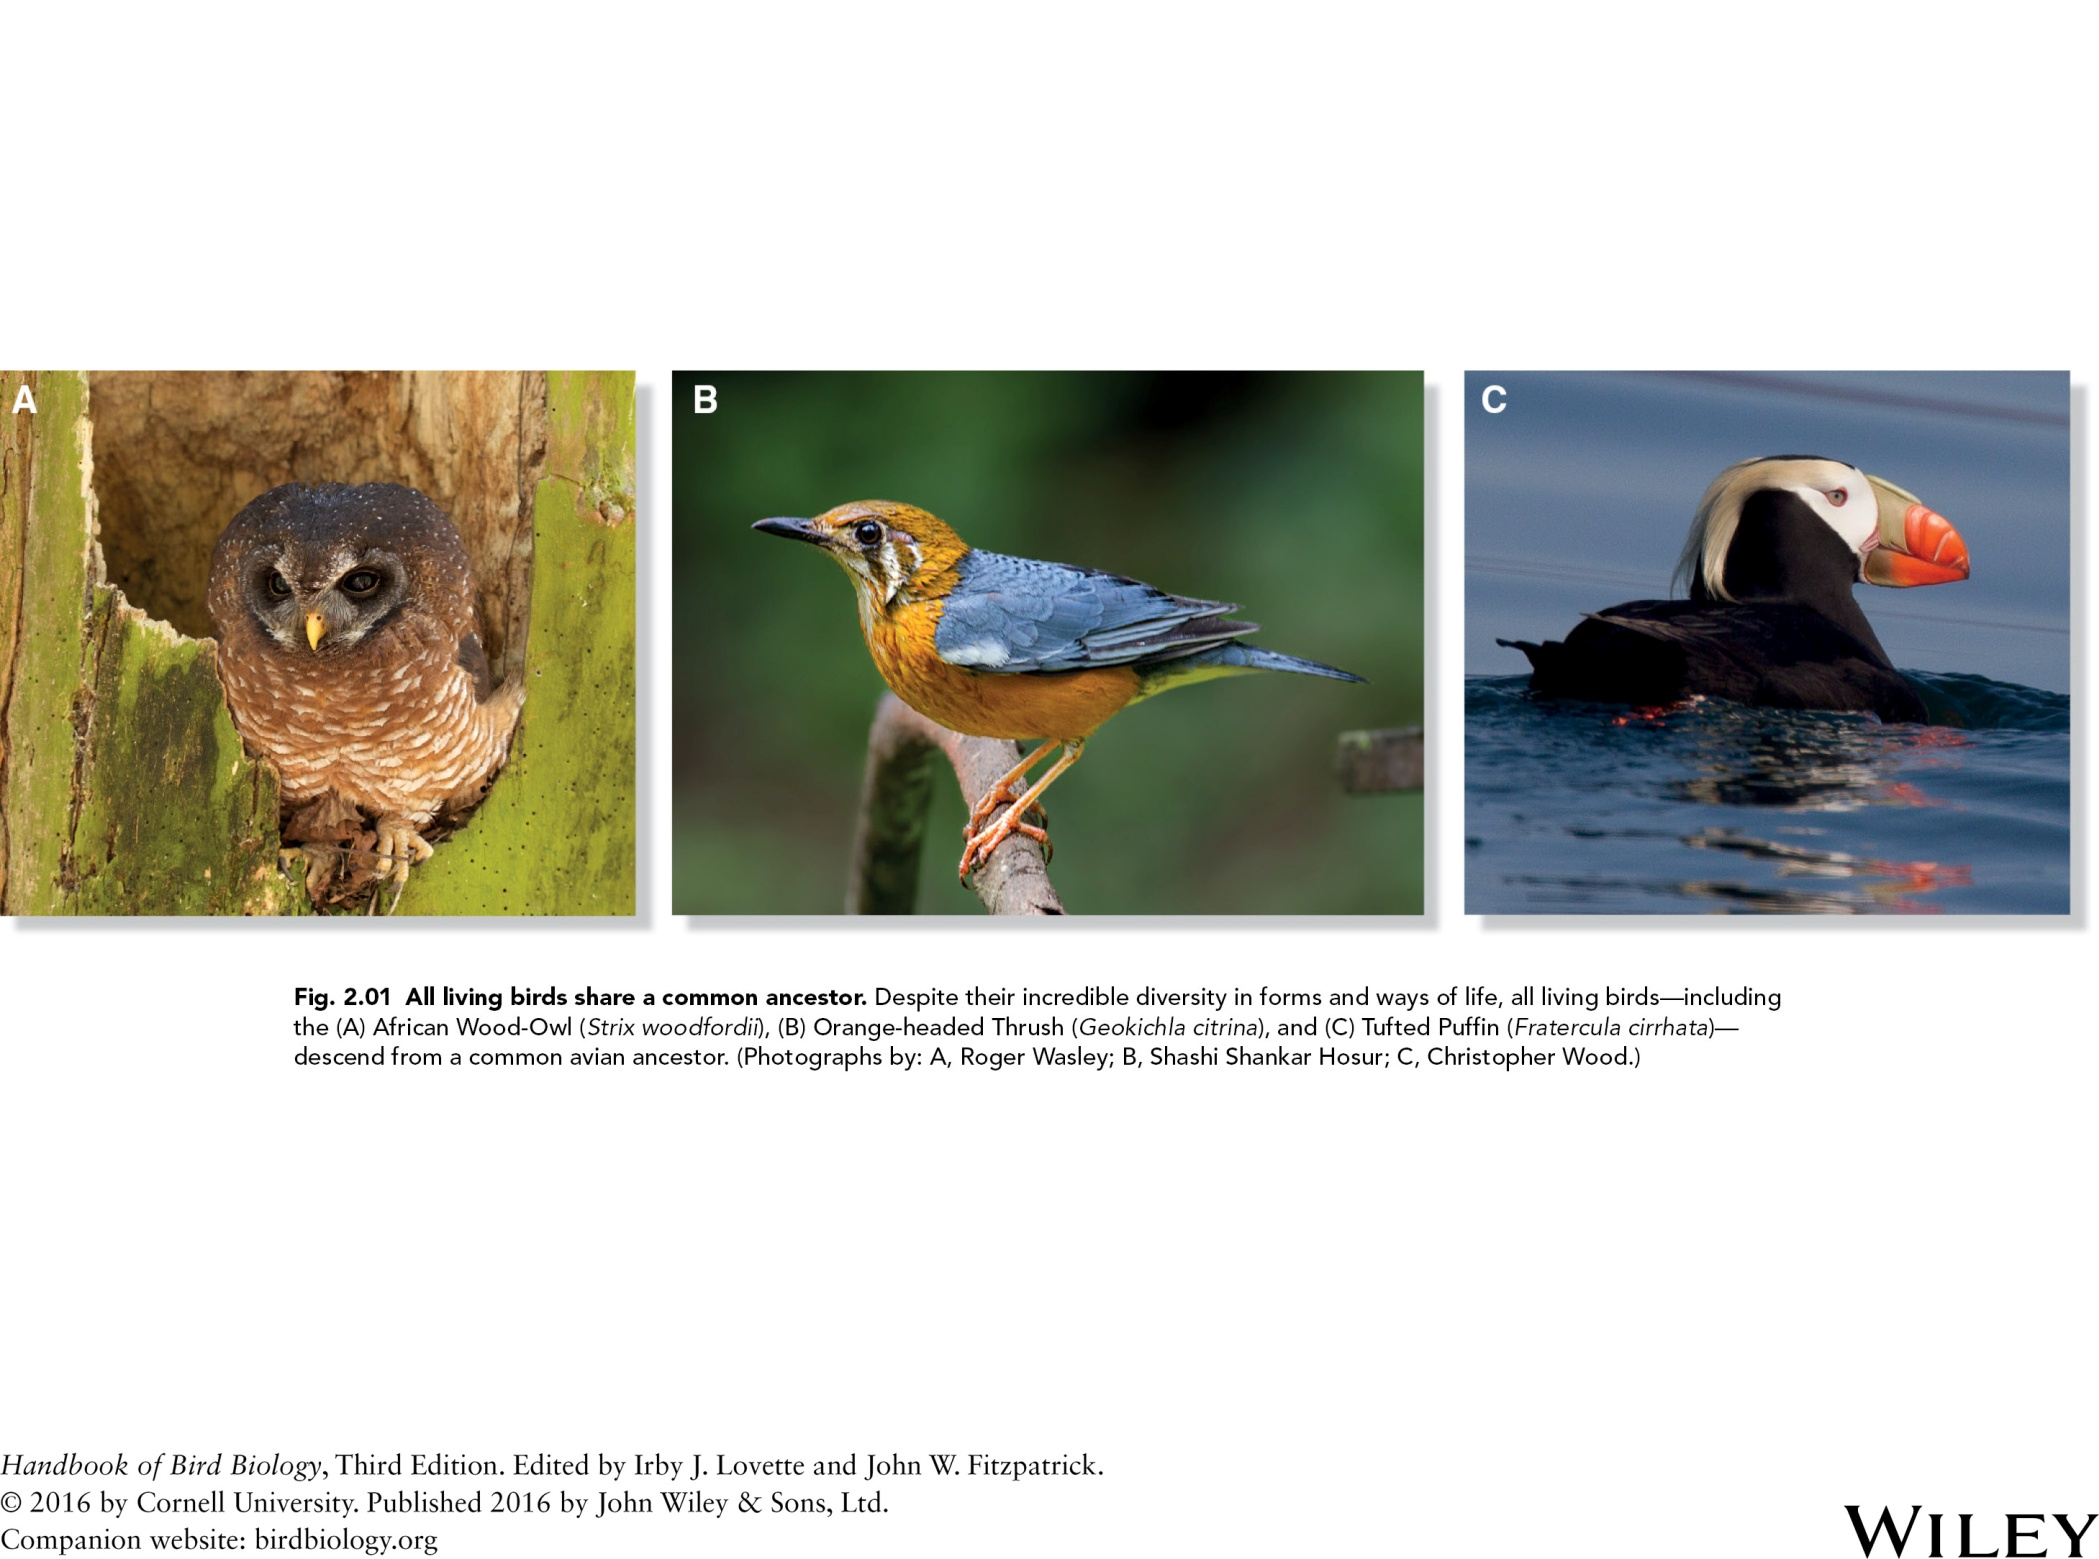 A
B
C
Fig. 2.01 All living birds share a common ancestor. Despite their incredible diversity in forms and ways of life, all living birds—including
the (A) African Wood-Owl (Strix woodfordii), (B) Orange-headed Thrush (Geokichla citrina), and (C) Tufted Puffin (Fratercula cirrhata)—
descend from a common avian ancestor. (Photographs by: A, Roger Wasley; B, Shashi Shankar Hosur; C, Christopher Wood.)
Handbook of Bird Biology, Third Edition. Edited by Irby J. Lovette and John W. Fitzpatrick.
© 2016 by Cornell University. Published 2016 by John Wiley & Sons, Ltd.
Companion website: birdbiology.org
WILEY